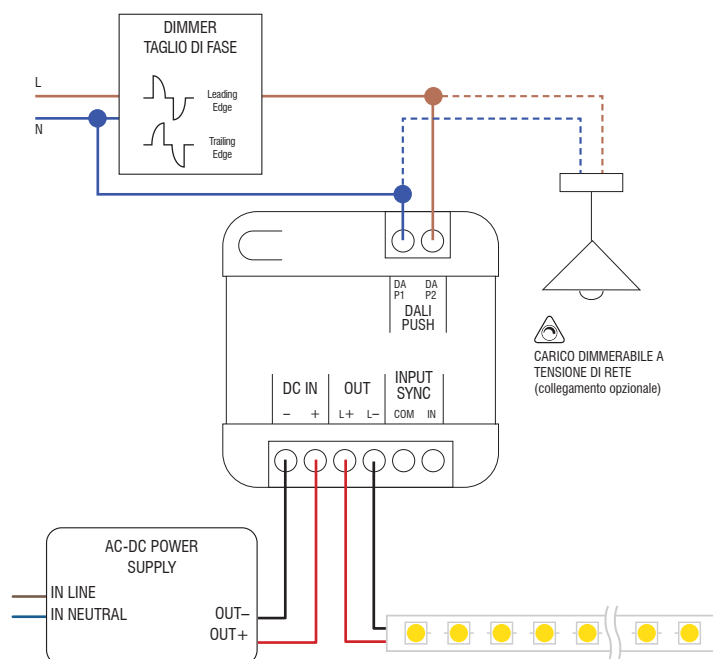 DIMMER
TAGLIO DI FASE
L
Leading
Edge
N
Trailing
Edge
DA DA
P1 P2
DALI
PUSH
CARICO DIMMERABILE A
TENSIONE DI RETE
(collegamento opzionale)
DC IN OUT INPUT
SYNC
− + L+ L− COM IN
AC-DC POWER
SUPPLY
IN LINE
IN NEUTRAL
OUT−
OUT+